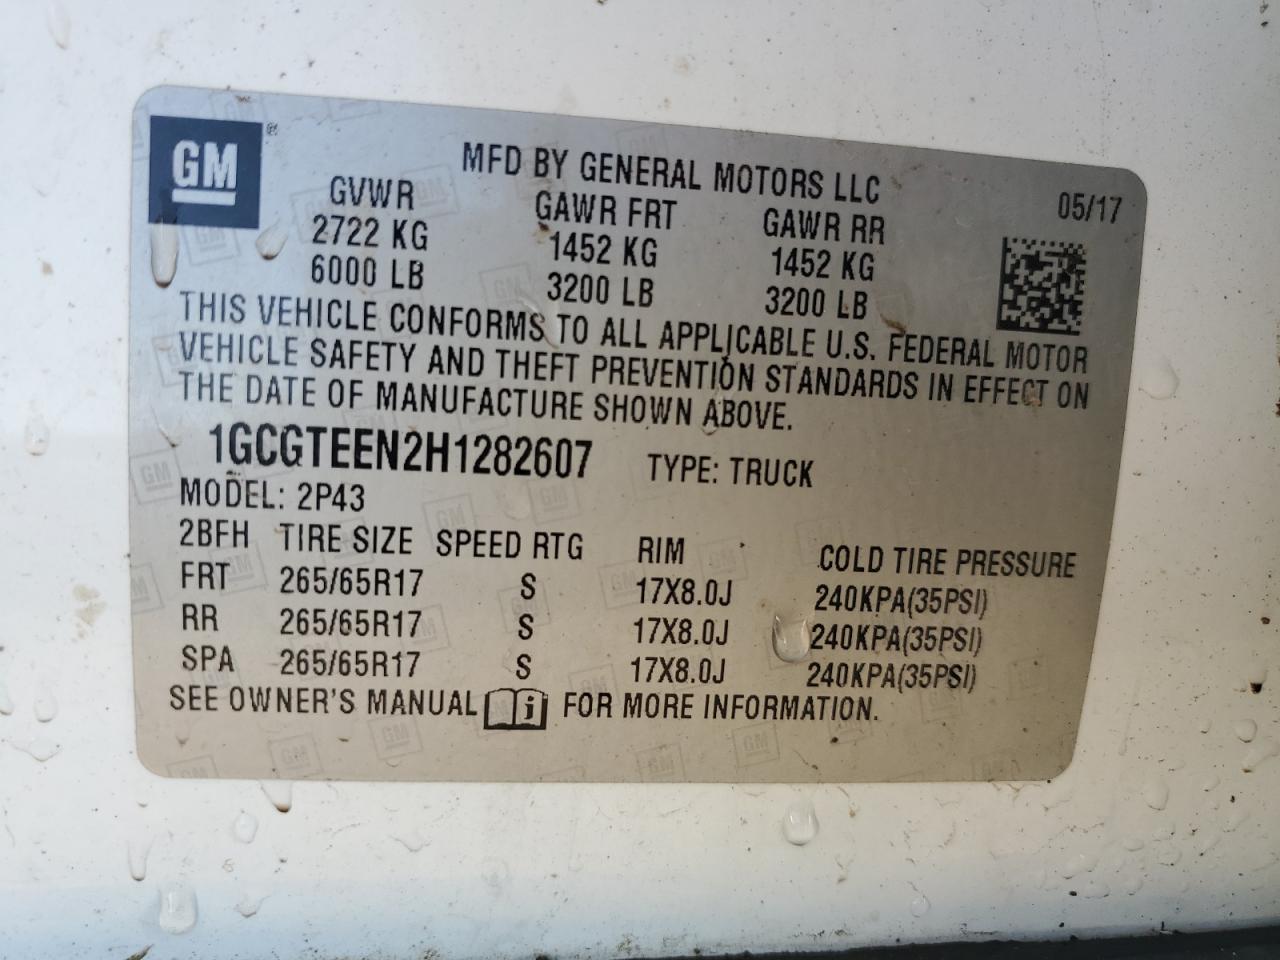 GM ®
MFD BY GENERAL MOTORS LLC
05/17
GVWR GAWR FRT GAWR RR
2722 KG 1452 KG 1452 KG
6000 LB 3200 LB 3200 LB
THIS VEHICLE CONFORMS TO ALL APPLICABLE U.S. FEDERAL MOTOR
VEHICLE SAFETY AND THEFT PREVENTION STANDARDS IN EFFECT ON
THE DATE OF MANUFACTURE SHOWN ABOVE.
1GCGTEEN2H1282607 TYPE: TRUCK
MODEL: 2P43
2BFH TIRE SIZE SPEED RTG RIM COLD TIRE PRESSURE
FRT 265/65R17 S 17X8.0J 240KPA(35PSI)
RR 265/65R17 S 17X8.0J 240KPA(35PSI)
SPA 265/65R17 S 17X8.0J 240KPA(35PSI)
SEE OWNER'S MANUAL i FOR MORE INFORMATION.